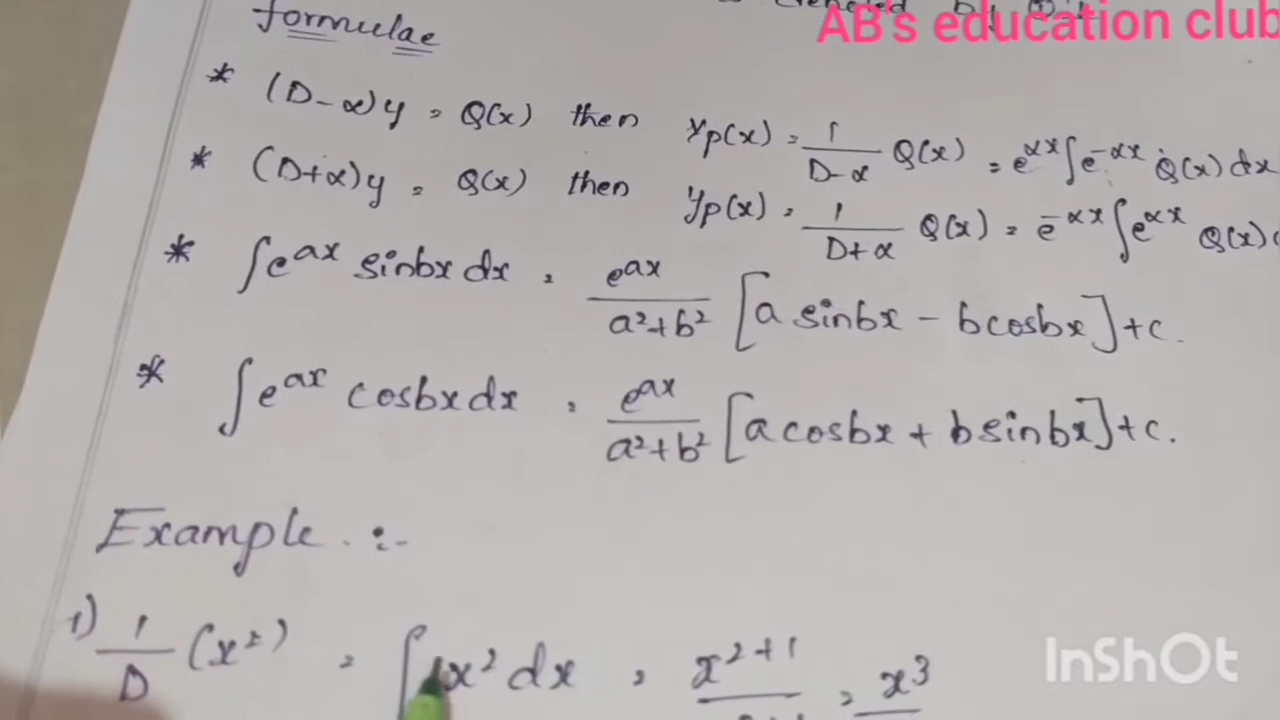 AB's education club
formulae
* (D-α)y = Q(x) then yp(x) = 1/(D-α) Q(x) = e^αx ∫e^-αx Q(x) dx
* (D+α)y = Q(x) then yp(x) = 1/(D+α) Q(x) = e^-αx ∫e^αx Q(x)
* ∫e^ax sinbx dx = e^ax/(a²+b²) [a sinbx - b cosbx] + c.
* ∫e^ax cosbx dx = e^ax/(a²+b²) [a cosbx + b sinbx] + c.
Example :-
1) 1/D (x²) = ∫x² dx = x^2+1 = x³
InShOt